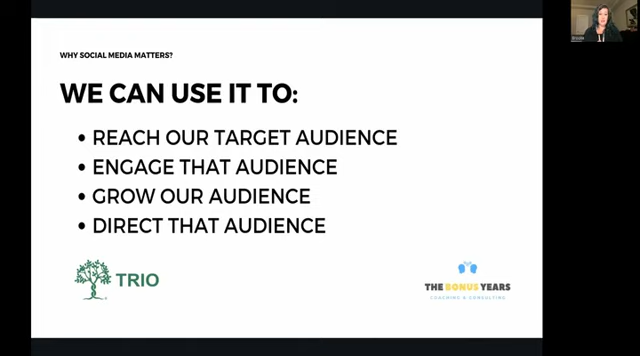 WHY SOCIAL MEDIA MATTERS?
WE CAN USE IT TO:
• REACH OUR TARGET AUDIENCE
• ENGAGE THAT AUDIENCE
• GROW OUR AUDIENCE
• DIRECT THAT AUDIENCE
TRIO
THE BONUS YEARS
COACHING & CONSULTING